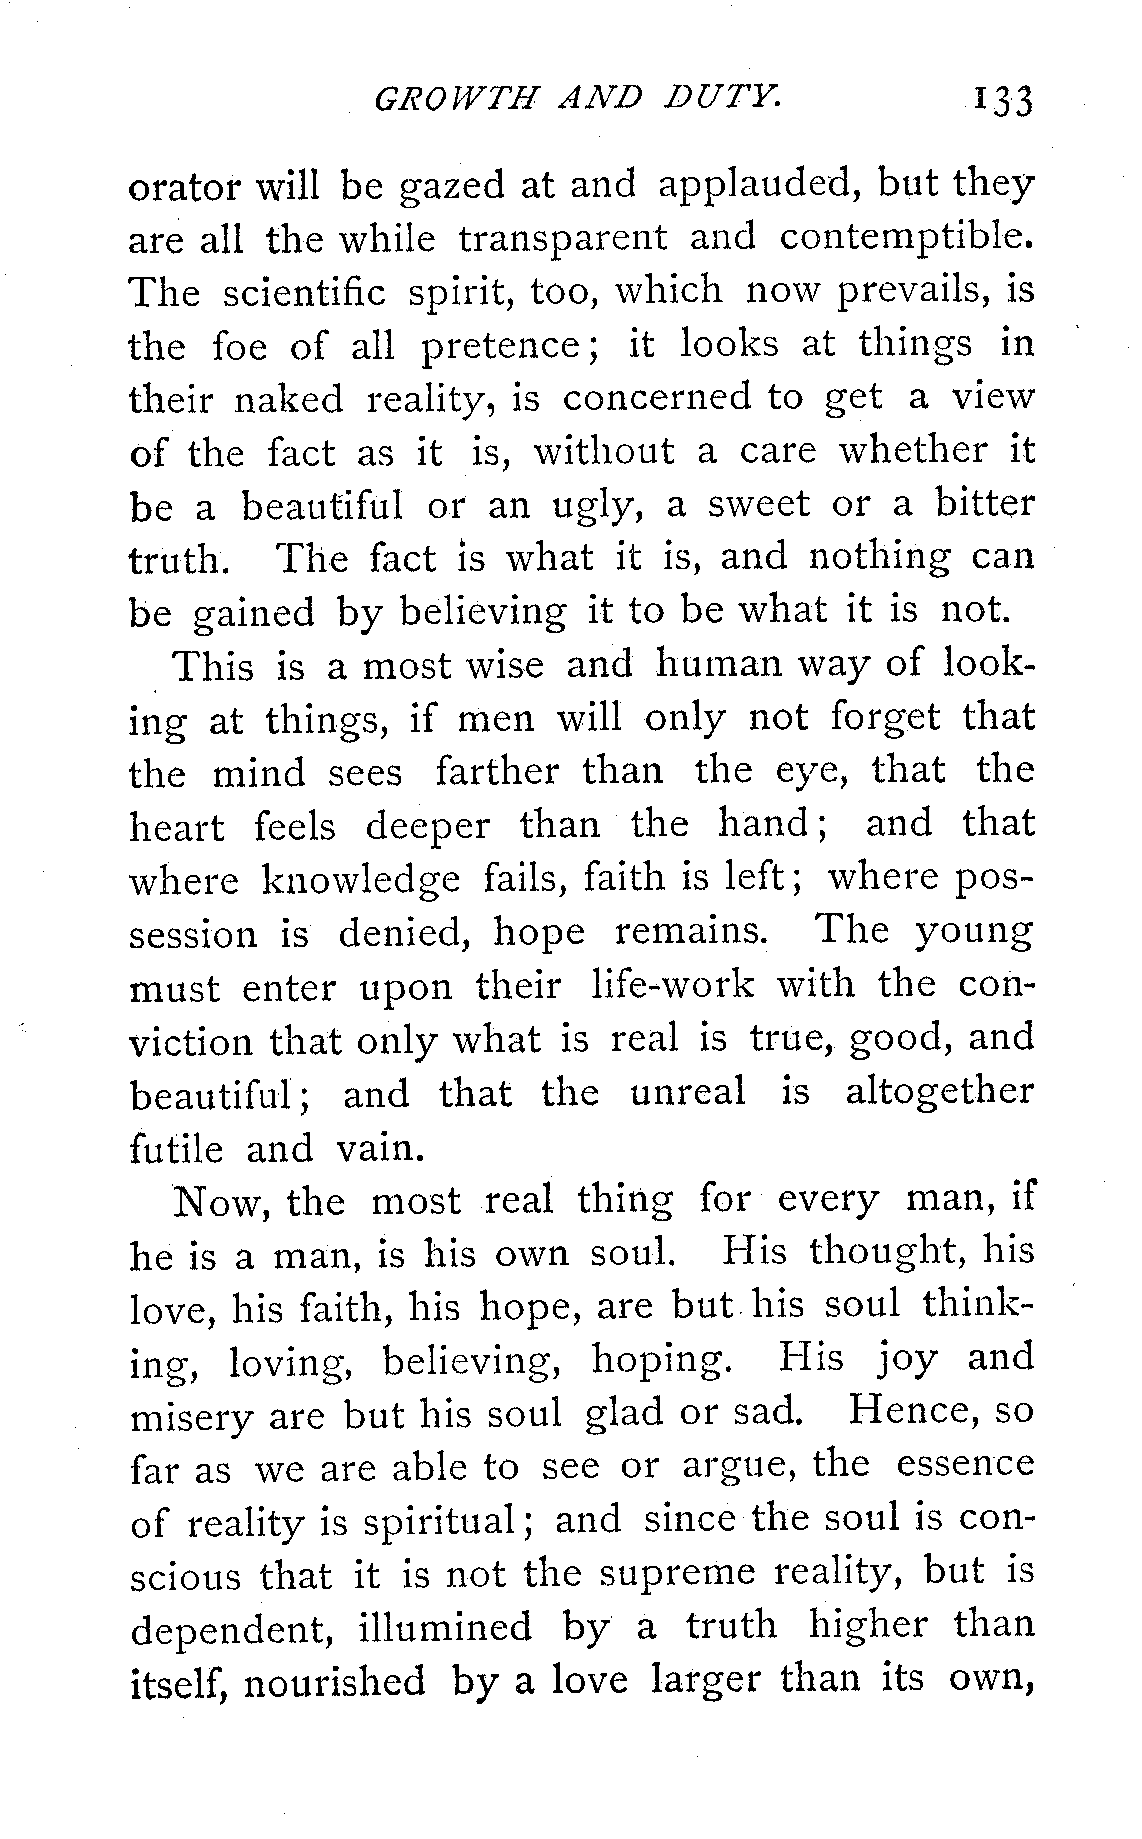 GROWTH AND DUTY. 133
orator will be gazed at and applauded, but they
are all the while transparent and contemptible.
The scientific spirit, too, which now prevails, is
the foe of all pretence; it looks at things in
their naked reality, is concerned to get a view
of the fact as it is, without a care whether it
be a beautiful or an ugly, a sweet or a bitter
truth. The fact is what it is, and nothing can
be gained by believing it to be what it is not.
This is a most wise and human way of look-
ing at things, if men will only not forget that
the mind sees farther than the eye, that the
heart feels deeper than the hand; and that
where knowledge fails, faith is left; where pos-
session is denied, hope remains. The young
must enter upon their life-work with the con-
viction that only what is real is true, good, and
beautiful; and that the unreal is altogether
futile and vain.
Now, the most real thing for every man, if
he is a man, is his own soul. His thought, his
love, his faith, his hope, are but his soul think-
ing, loving, believing, hoping. His joy and
misery are but his soul glad or sad. Hence, so
far as we are able to see or argue, the essence
of reality is spiritual; and since the soul is con-
scious that it is not the supreme reality, but is
dependent, illumined by a truth higher than
itself, nourished by a love larger than its own,